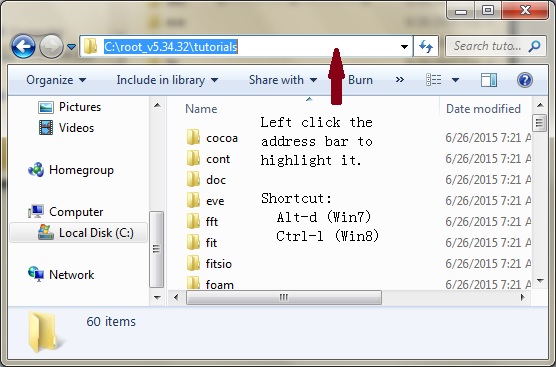 C:\root_v5.34.32\tutorials
Search tuto...
Organize
Include in library
Share with
Burn
»
Pictures
Videos
Homegroup
Computer
Local Disk (C:)
Network
Name
Date modified
cocoa
6/26/2015 7:21 A
cont
6/26/2015 7:21 A
doc
6/26/2015 7:21 A
eve
6/26/2015 7:21 A
fft
6/26/2015 7:21 A
fit
6/26/2015 7:21 A
fitsio
6/26/2015 7:21 A
foam
6/26/2015 7:21 A
Left click the
address bar to
highlight it.
Shortcut:
Alt-d (Win7)
Ctrl-l (Win8)
60 items